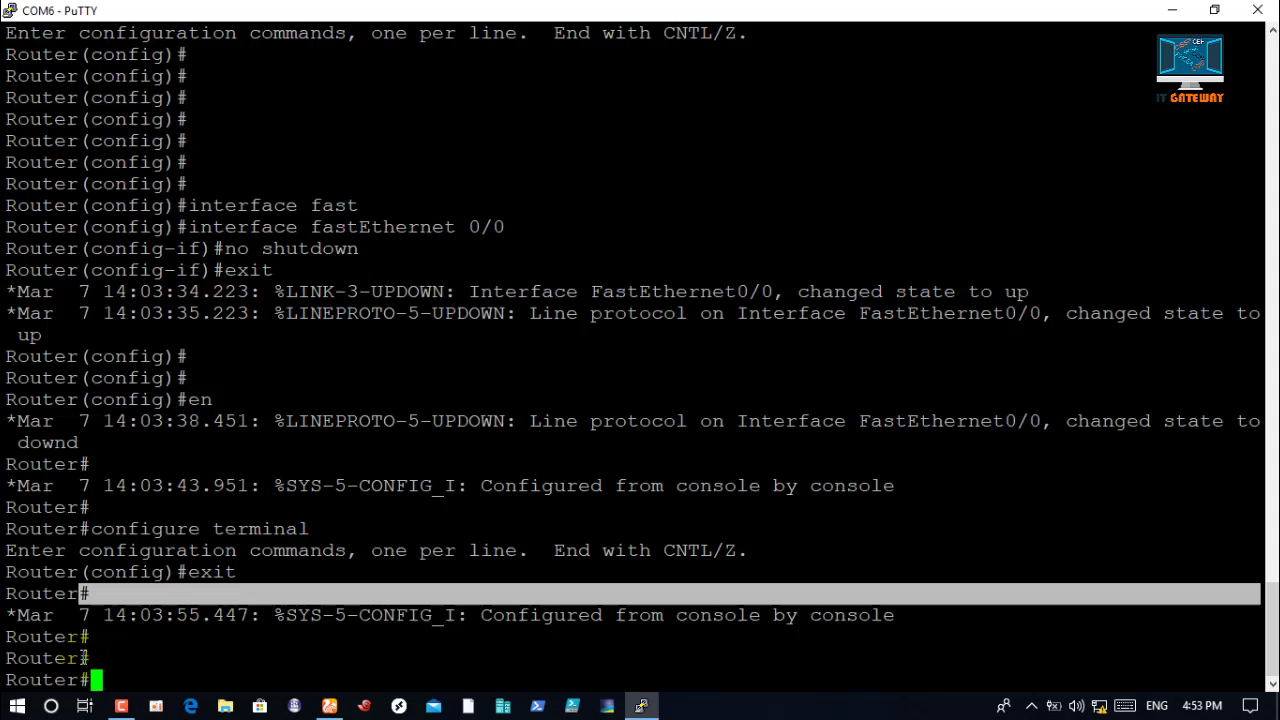 COM6 - PuTTY
Enter configuration commands, one per line.  End with CNTL/Z.
Router(config)#
Router(config)#
Router(config)#
Router(config)#
Router(config)#
Router(config)#
Router(config)#
Router(config)#interface fast
Router(config)#interface fastEthernet 0/0
Router(config-if)#no shutdown
Router(config-if)#exit
*Mar  7 14:03:34.223: %LINK-3-UPDOWN: Interface FastEthernet0/0, changed state to up
*Mar  7 14:03:35.223: %LINEPROTO-5-UPDOWN: Line protocol on Interface FastEthernet0/0, changed state to
 up
Router(config)#
Router(config)#
Router(config)#en
*Mar  7 14:03:38.451: %LINEPROTO-5-UPDOWN: Line protocol on Interface FastEthernet0/0, changed state to
 downd
Router#
*Mar  7 14:03:43.951: %SYS-5-CONFIG_I: Configured from console by console
Router#
Router#configure terminal
Enter configuration commands, one per line.  End with CNTL/Z.
Router(config)#exit
Router#
*Mar  7 14:03:55.447: %SYS-5-CONFIG_I: Configured from console by console
Router#
Router#
Router#
IT GATEWAY
ENG
4:53 PM